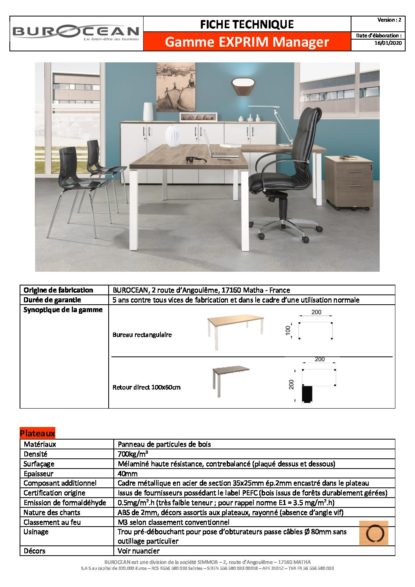 BUROCEAN
Le bien-être au bureau
FICHE TECHNIQUE
Gamme EXPRIM Manager
Version : 2
Date d'élaboration :
16/01/2020
Origine de fabrication BUROCEAN, 2 route d'Angoulême, 17160 Matha - France
Durée de garantie 5 ans contre tous vices de fabrication et dans le cadre d'une utilisation normale
Synoptique de la gamme
Bureau rectangulaire
200
100
Retour direct 100x60cm
200
200
Plateaux
Matériaux Panneau de particules de bois
Densité 700kg/m³
Surfaçage Mélaminé haute résistance, contrebalancé (plaqué dessus et dessous)
Epaisseur 40mm
Composant additionnel Cadre métallique en acier de section 35x25mm ép.2mm encastré dans le plateau
Certification origine Issus de fournisseurs possédant le label PEFC (bois issus de forêts durablement gérées)
Emission de formaldéhyde 0.5mg/m².h (très faible teneur ; pour rappel norme E1 = 3.5 mg/m².h)
Nature des chants ABS de 2mm, décors assortis aux plateaux, rayonné (absence d'angle vif)
Classement au feu M3 selon classement conventionnel
Usinage Trou pré-débouchant pour pose d'obturateurs passe câbles Ø 80mm sans
outillage particulier
Décors Voir nuancier
BUROCEAN est une division de la société SIMMOB – 2, route d'Angoulême – 17160 MATHA